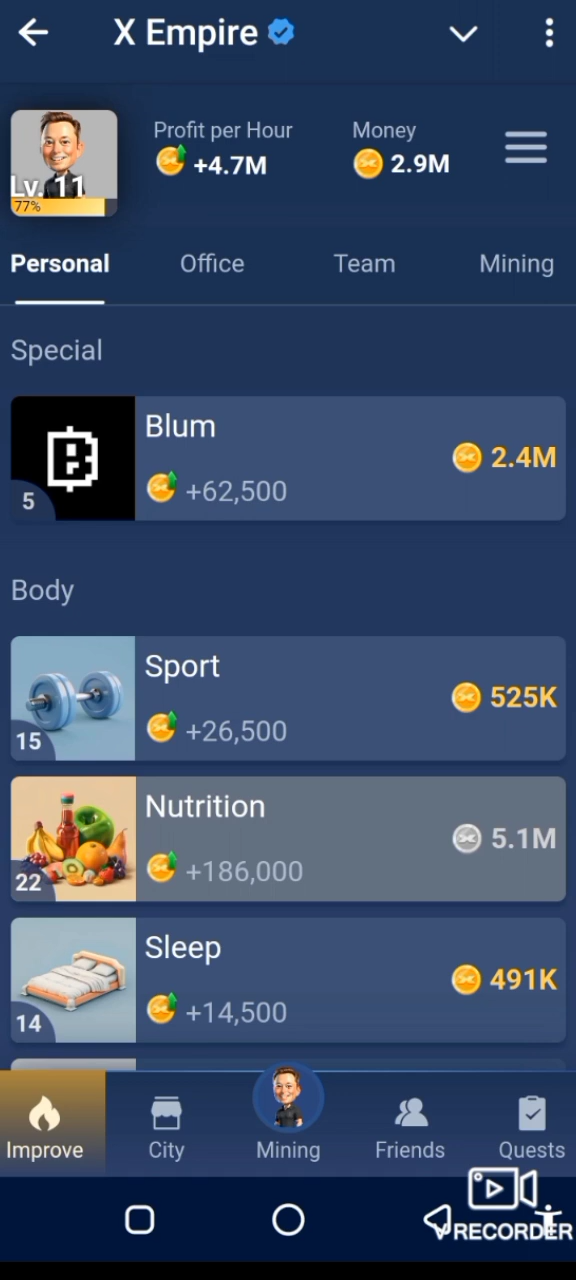 X Empire
Profit per Hour
Money
+4.7M
2.9M
Lv. 11
77%
Personal
Office
Team
Mining
Special
Blum
2.4M
+62,500
5
Body
Sport
525K
+26,500
15
Nutrition
5.1M
+186,000
22
Sleep
491K
+14,500
14
Improve
City
Mining
Friends
Quests
VRECORDER